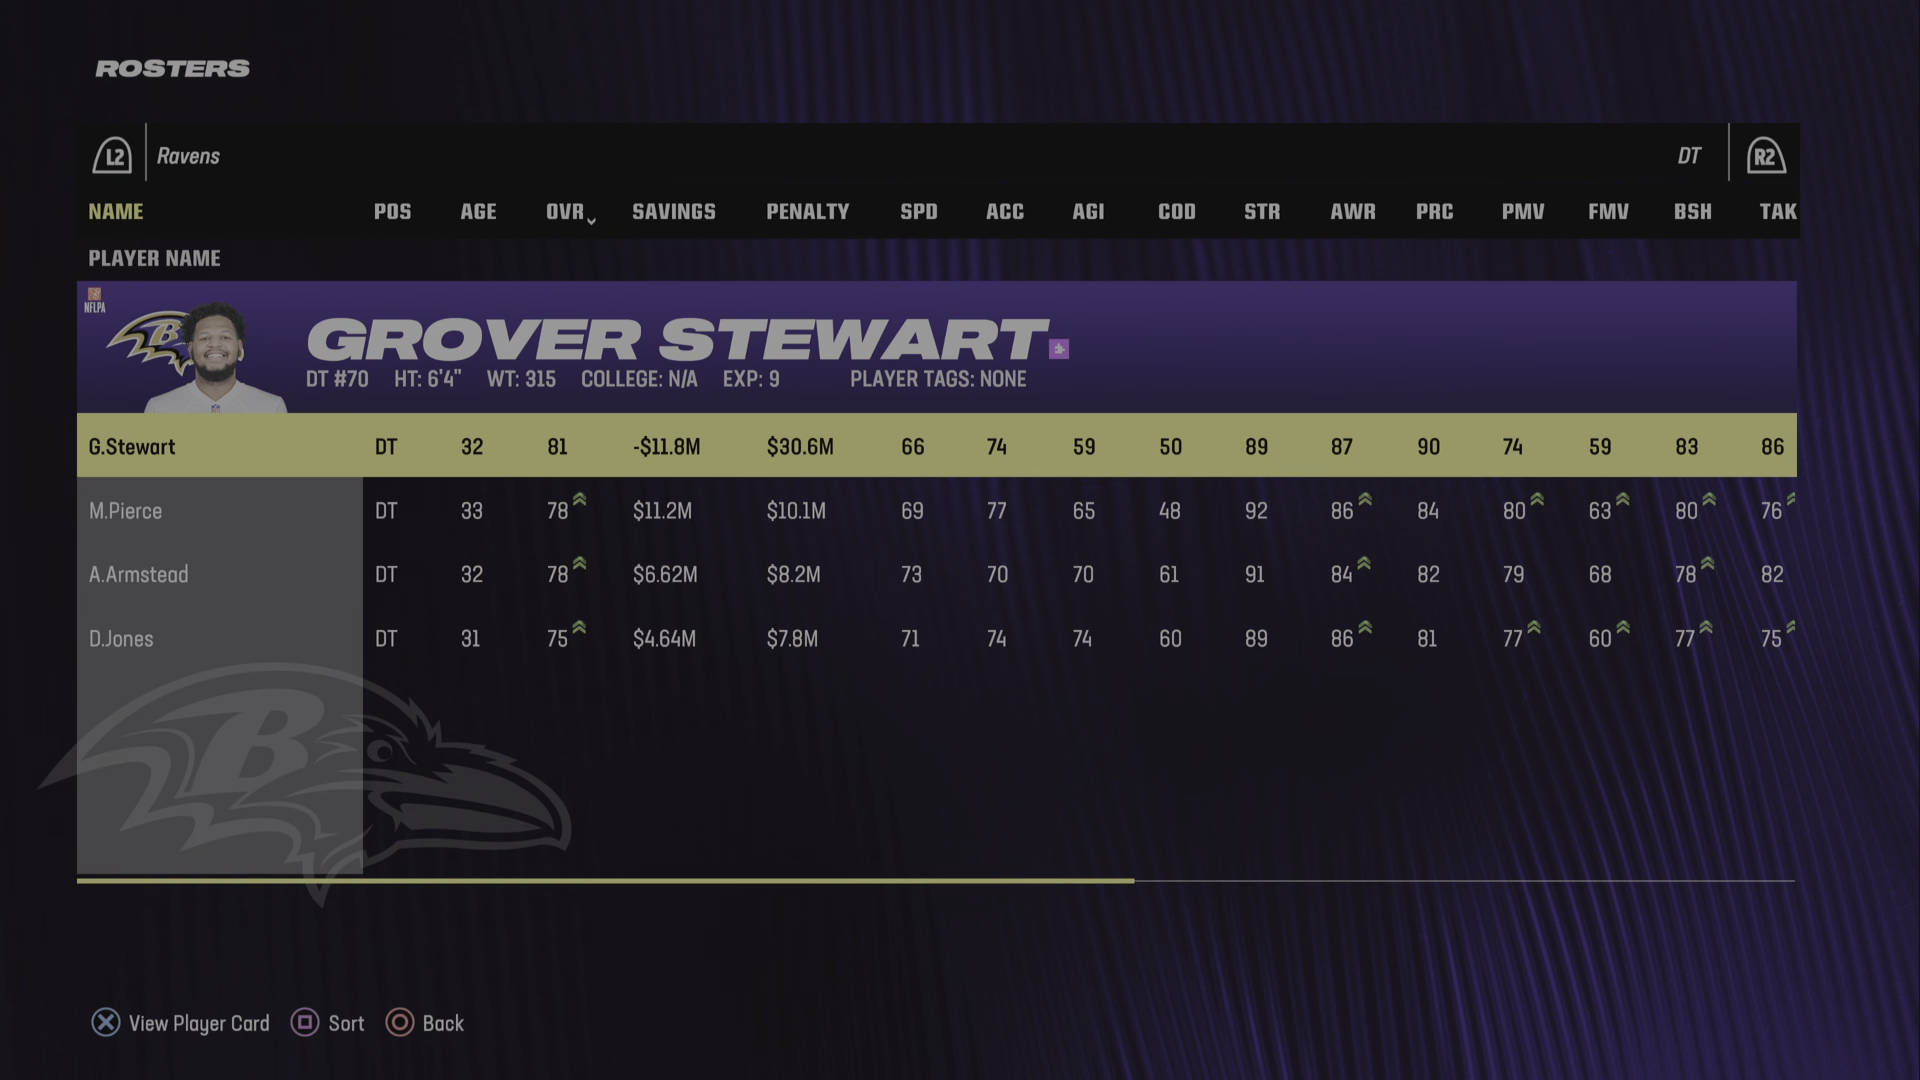 ROSTERS
L2 Ravens DT R2
NAME POS AGE OVR SAVINGS PENALTY SPD ACC AGI COD STR AWR PRC PMV FMV BSH TAK
PLAYER NAME
NFLPA
B
GROVER STEWART
DT #70 HT: 6'4" WT: 315 COLLEGE: N/A EXP: 9 PLAYER TAGS: NONE
G.Stewart DT 32 81 -$11.8M $30.6M 66 74 59 50 89 87 90 74 59 83 86
M.Pierce DT 33 78 $11.2M $10.1M 69 77 65 48 92 86 84 80 63 80 76
A.Armstead DT 32 78 $6.62M $8.2M 73 70 70 61 91 84 82 79 68 78 82
D.Jones DT 31 75 $4.64M $7.8M 71 74 74 60 89 86 81 77 60 77 75
B
View Player Card Sort Back